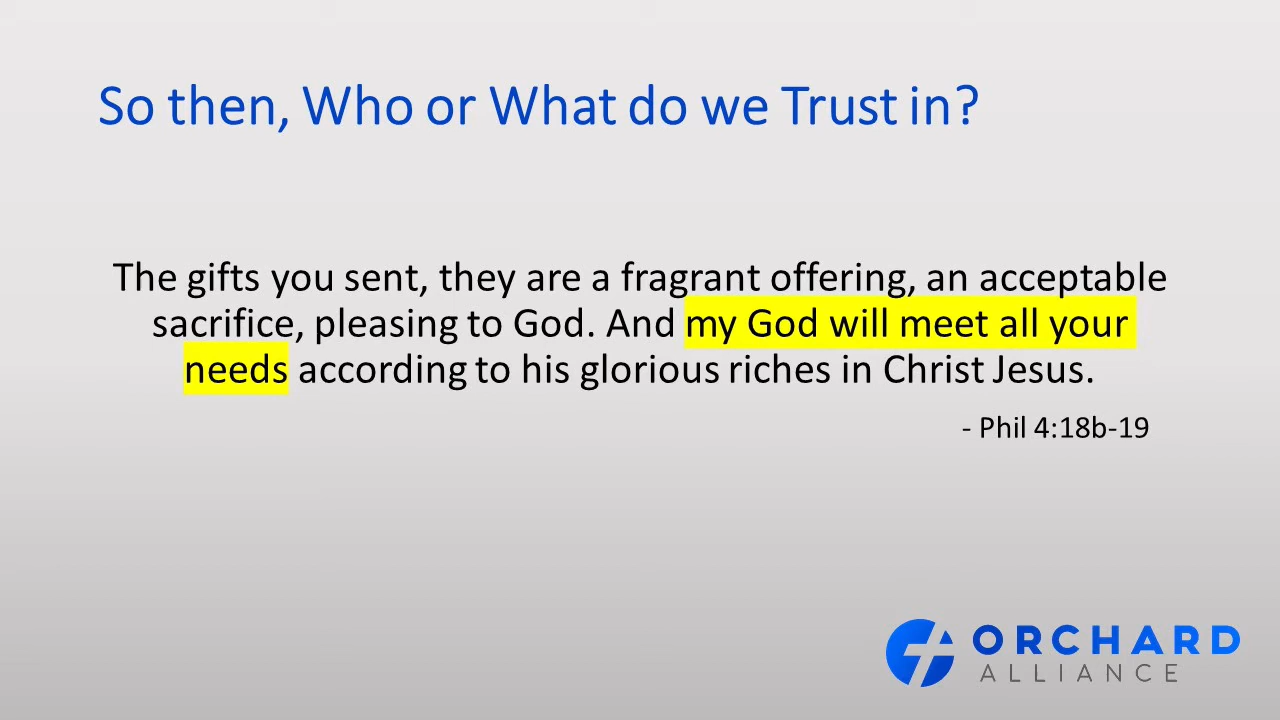 So then, Who or What do we Trust in?
The gifts you sent, they are a fragrant offering, an acceptable
sacrifice, pleasing to God. And my God will meet all your
needs according to his glorious riches in Christ Jesus.
- Phil 4:18b-19
ORCHARD
ALLIANCE